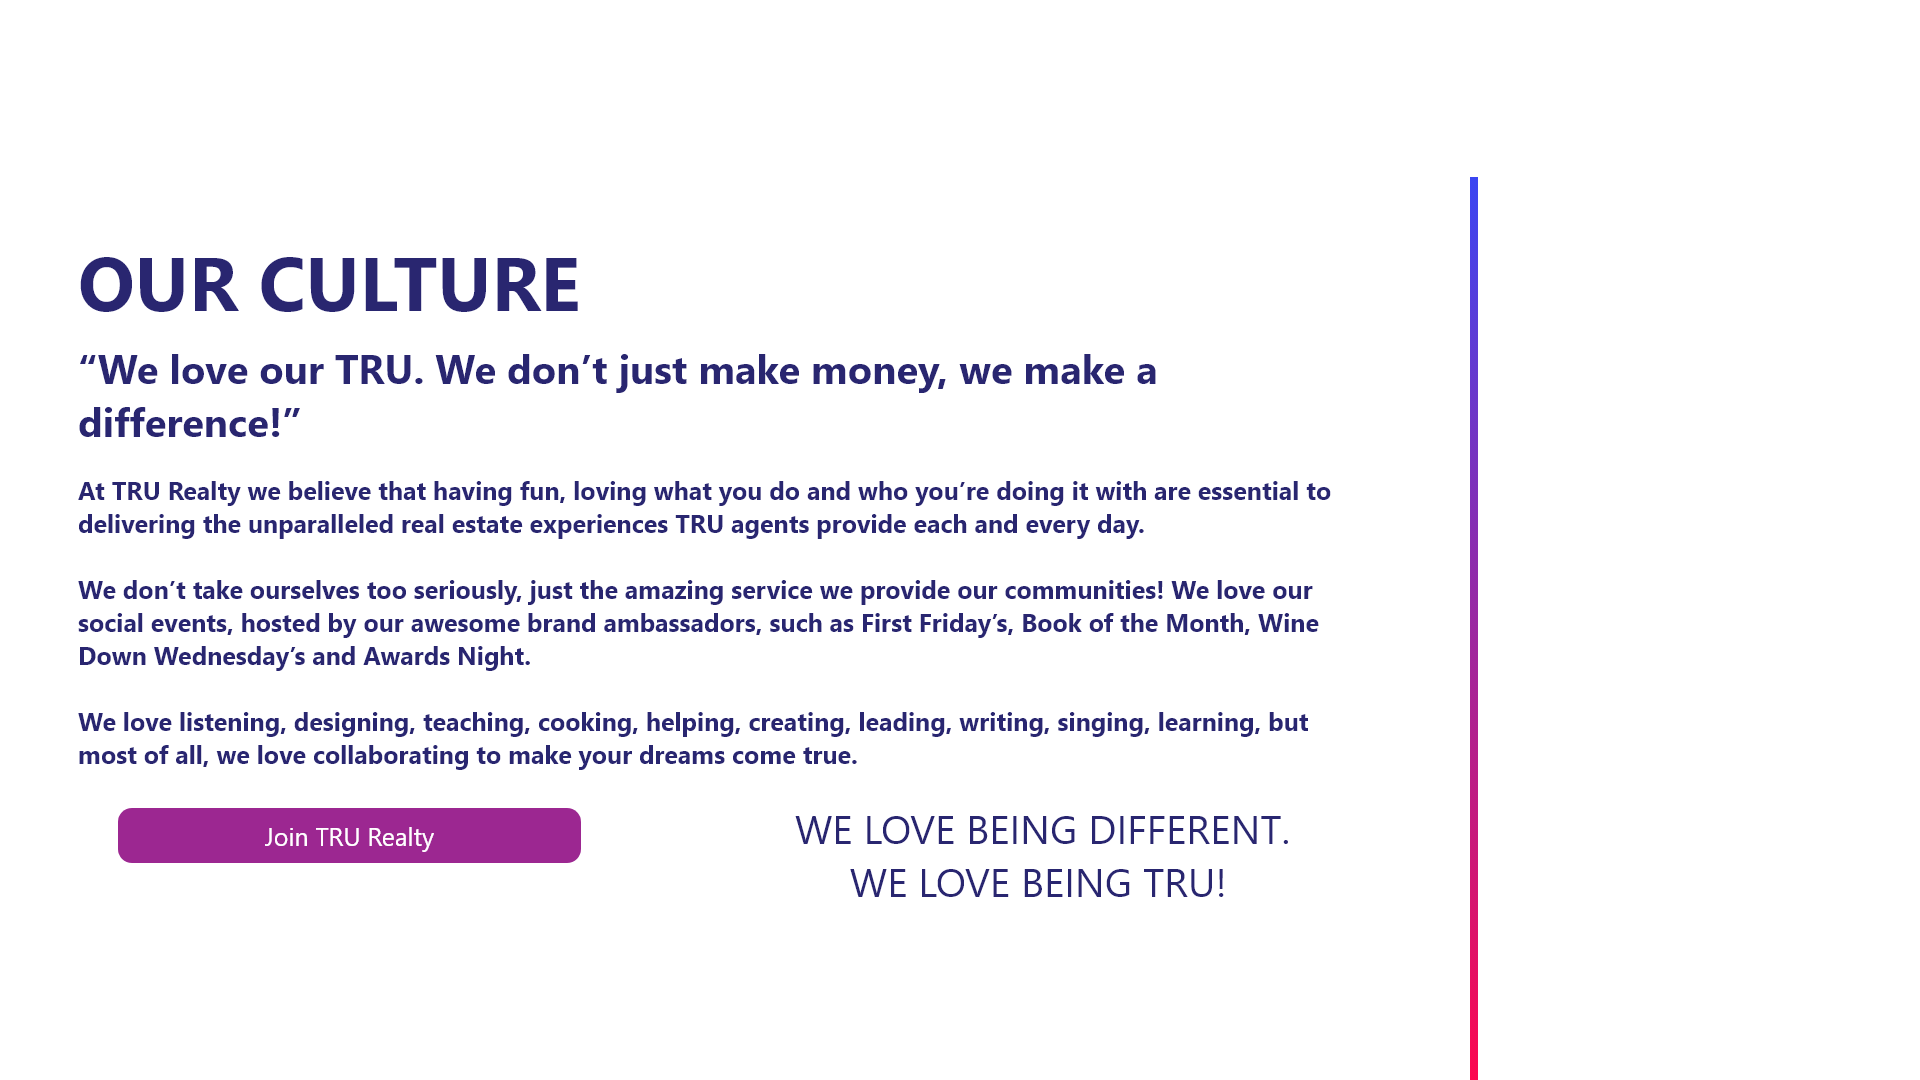 OUR CULTURE
“We love our TRU. We don’t just make money, we make a
difference!”
At TRU Realty we believe that having fun, loving what you do and who you’re doing it with are essential to
delivering the unparalleled real estate experiences TRU agents provide each and every day.
We don’t take ourselves too seriously, just the amazing service we provide our communities! We love our
social events, hosted by our awesome brand ambassadors, such as First Friday’s, Book of the Month, Wine
Down Wednesday’s and Awards Night.
We love listening, designing, teaching, cooking, helping, creating, leading, writing, singing, learning, but
most of all, we love collaborating to make your dreams come true.
Join TRU Realty
WE LOVE BEING DIFFERENT.
WE LOVE BEING TRU!